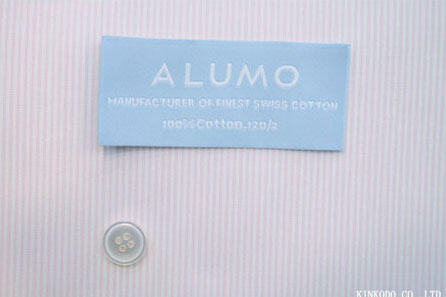 ALUMO
MANUFACTURER OF FINEST SWISS COTTON
100%Cotton.120/2
KINKODO CO. LTD